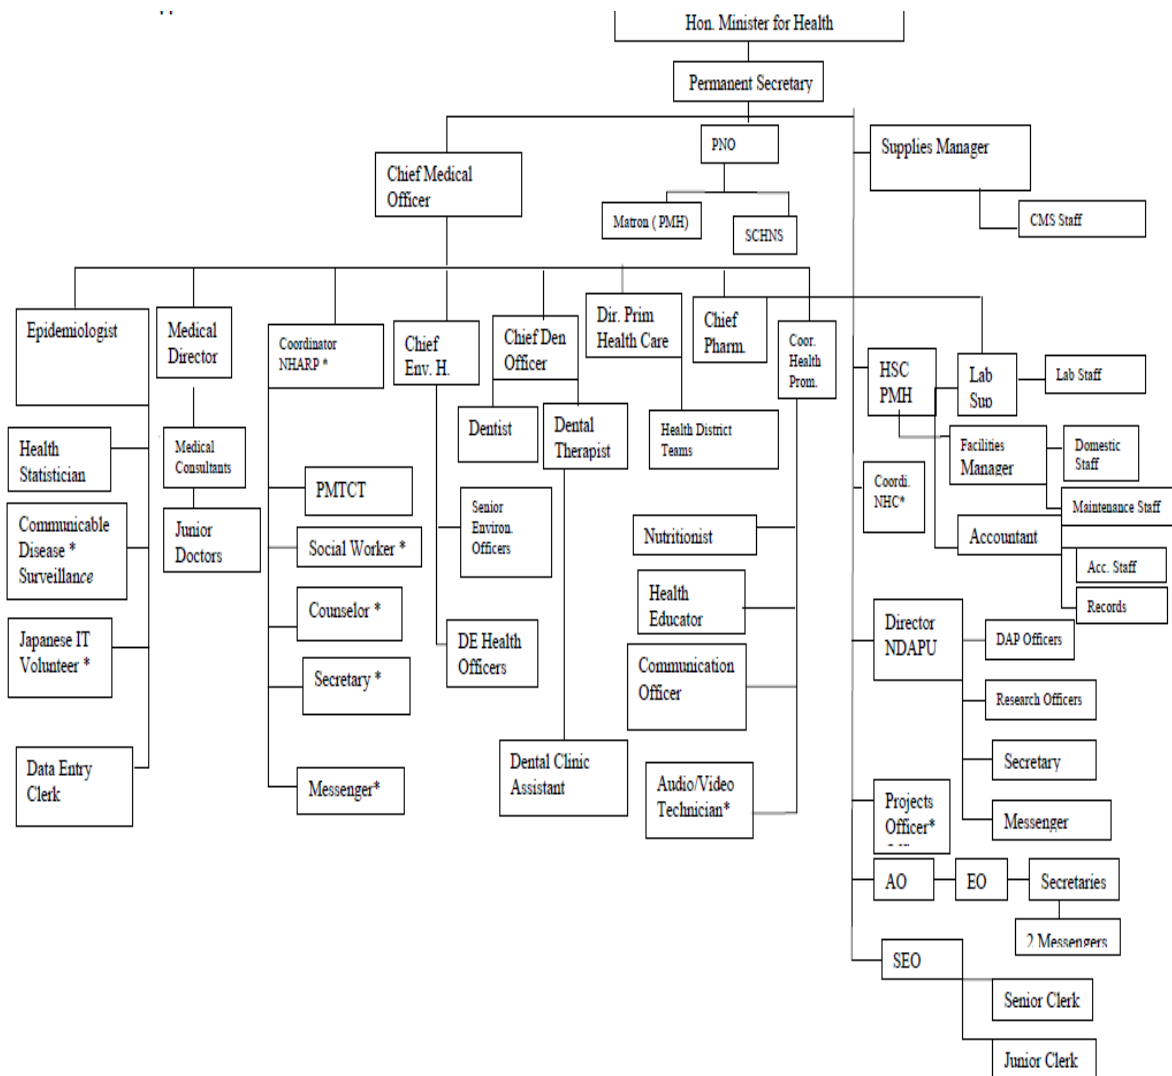 Hon. Minister for Health
Permanent Secretary
PNO
Supplies Manager
Chief Medical
Officer
Matron ( PMH)
SCHNS
CMS Staff
Epidemiologist
Medical
Director
Coordinator
NHARP *
Chief
Env. H.
Chief Den
Officer
Dir. Prim
Health Care
Chief
Pharm.
Coor.
Health
Prom.
HSC
PMH
Lab
Sup
Lab Staff
Health
Statistician
Medical
Consultants
Dentist
Dental
Therapist
Health District
Teams
Facilities
Manager
Domestic
Staff
Coordi.
NHC*
Maintenance Staff
PMTCT
Senior
Environ.
Officers
Communicable
Disease *
Surveillance
Junior
Doctors
Social Worker *
Nutritionist
Accountant
Acc. Staff
Records
Counselor *
Health
Educator
Japanese IT
Volunteer *
DE Health
Officers
Director
NDAPU
DAP Officers
Secretary *
Communication
Officer
Research Officers
Data Entry
Clerk
Messenger*
Dental Clinic
Assistant
Audio/Video
Technician*
Secretary
Projects
Officer*
Messenger
AO
EO
Secretaries
2 Messengers
SEO
Senior Clerk
Junior Clerk